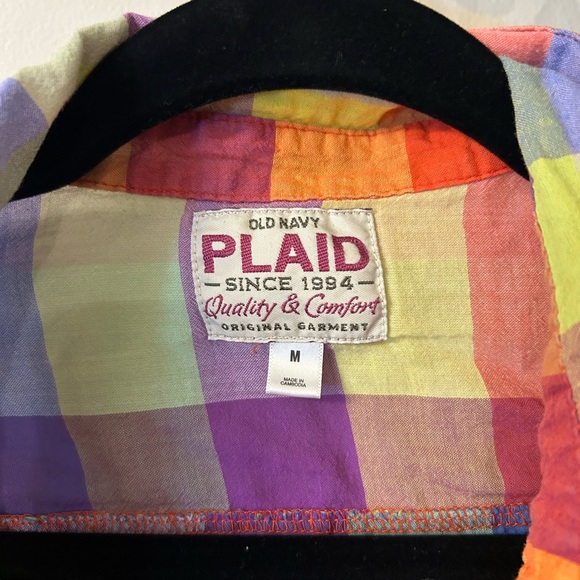 OLD NAVY
PLAID
SINCE 1994
Quality & Comfort
ORIGINAL GARMENT
M
MADE IN
CAMBODIA